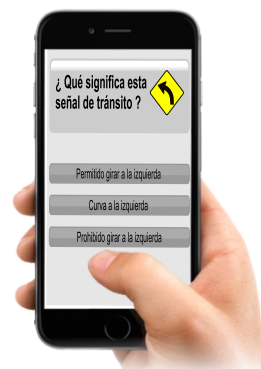 ¿ Qué significa esta
señal de tránsito ?
Permitido girar a la izquierda
Curva a la izquierda
Prohibido girar a la izquierda